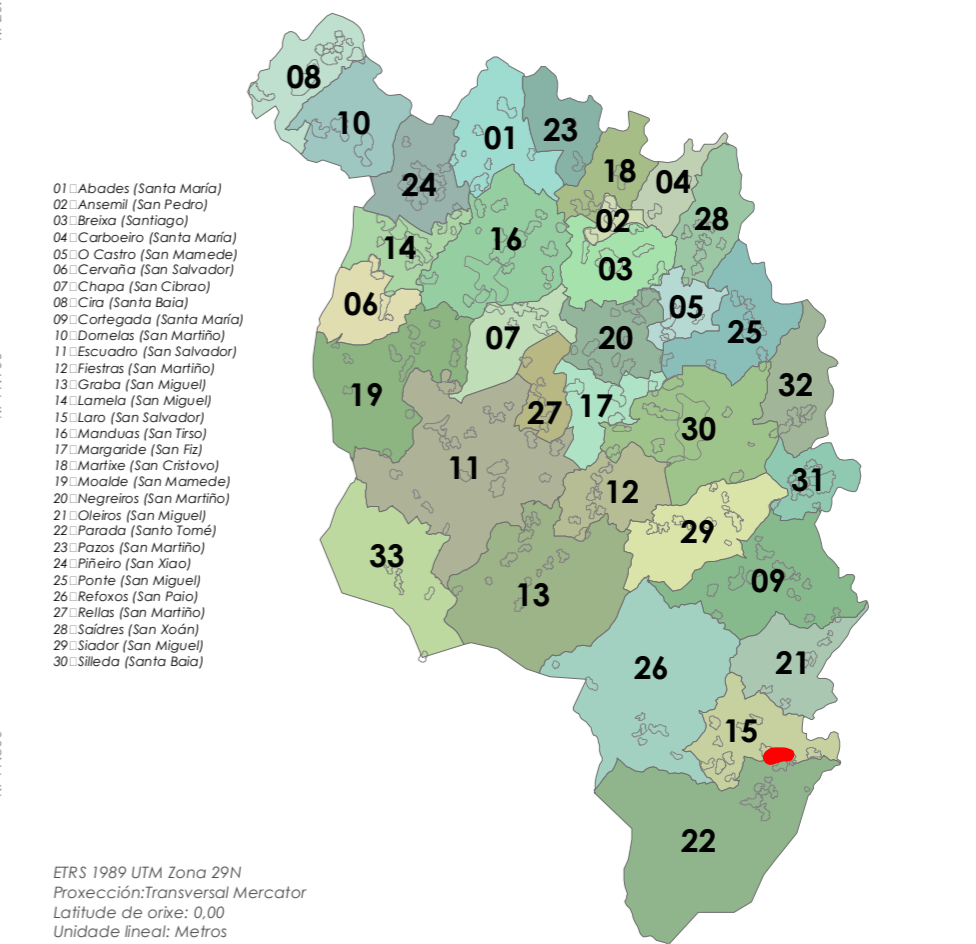 08
10
01
23
24
18
04
02
28
14
16
03
06
05
07
20
25
19
27
17
32
30
11
12
31
29
33
13
09
26
21
15
22
01 Abades (Santa María)
02 Ansemil (San Pedro)
03 Breixa (Santiago)
04 Carboeiro (Santa María)
05 O Castro (San Mamede)
06 Cervaña (San Salvador)
07 Chapa (San Cibrao)
08 Cira (Santa Baia)
09 Cortegada (Santa María)
10 Dornelas (San Martiño)
11 Escuadro (San Salvador)
12 Fiestras (San Martiño)
13 Graba (San Miguel)
14 Lamela (San Miguel)
15 Laro (San Salvador)
16 Manduas (San Tirso)
17 Margaride (San Fiz)
18 Martixe (San Cristovo)
19 Moalde (San Mamede)
20 Negreiros (San Martiño)
21 Oleiros (San Miguel)
22 Parada (Santo Tomé)
23 Pazos (San Martiño)
24 Piñeiro (San Xiao)
25 Ponte (San Miguel)
26 Refoxos (San Paio)
27 Rellas (San Martiño)
28 Saídres (San Xoán)
29 Siador (San Miguel)
30 Silleda (Santa Baia)
ETRS 1989 UTM Zona 29N
Proxección:Transversal Mercator
Latitude de orixe: 0,00
Unidade lineal: Metros